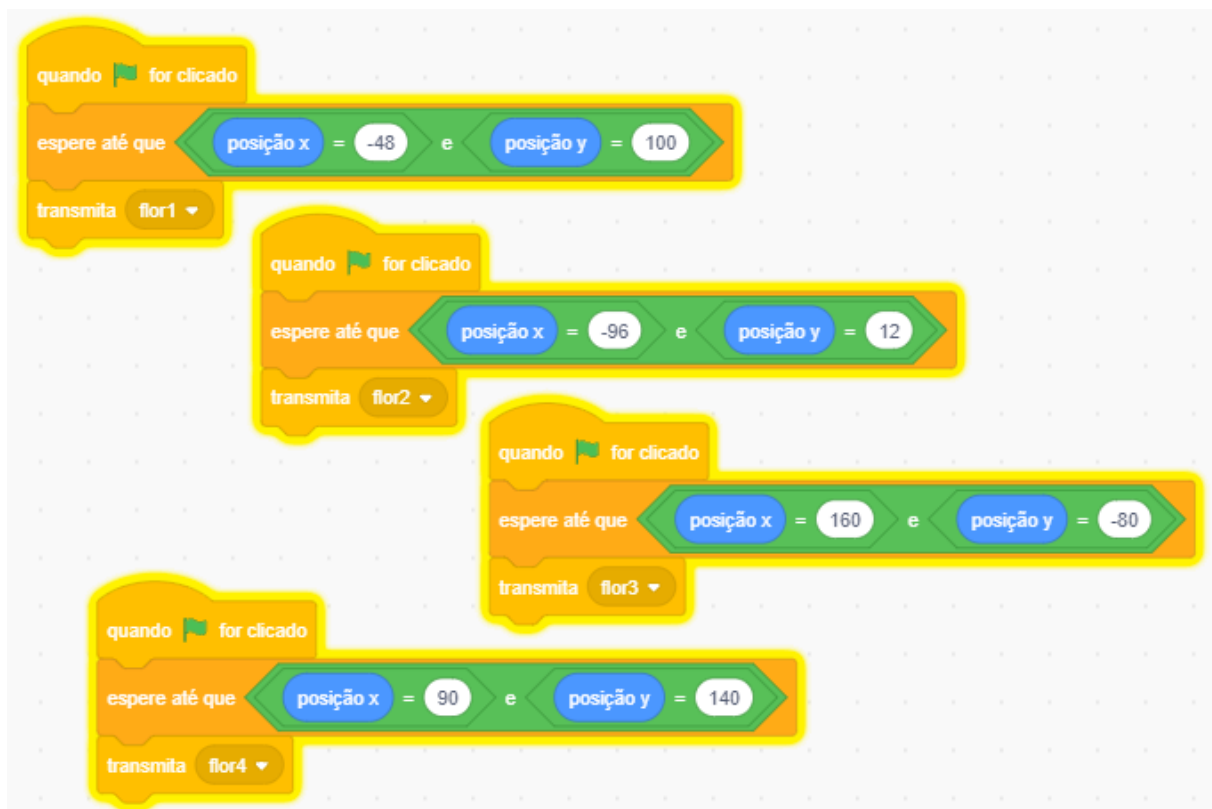 quando for clicado
espere até que posição x = -48 e posição y = 100
transmita flor1
quando for clicado
espere até que posição x = -96 e posição y = 12
transmita flor2
quando for clicado
espere até que posição x = 160 e posição y = -80
transmita flor3
quando for clicado
espere até que posição x = 90 e posição y = 140
transmita flor4